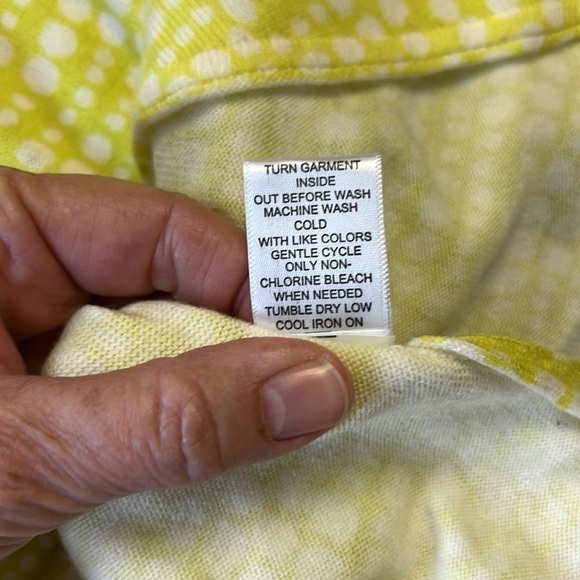 TURN GARMENT
INSIDE
OUT BEFORE WASH
MACHINE WASH
COLD
WITH LIKE COLORS
GENTLE CYCLE
ONLY NON-
CHLORINE BLEACH
WHEN NEEDED
TUMBLE DRY LOW
COOL IRON ON